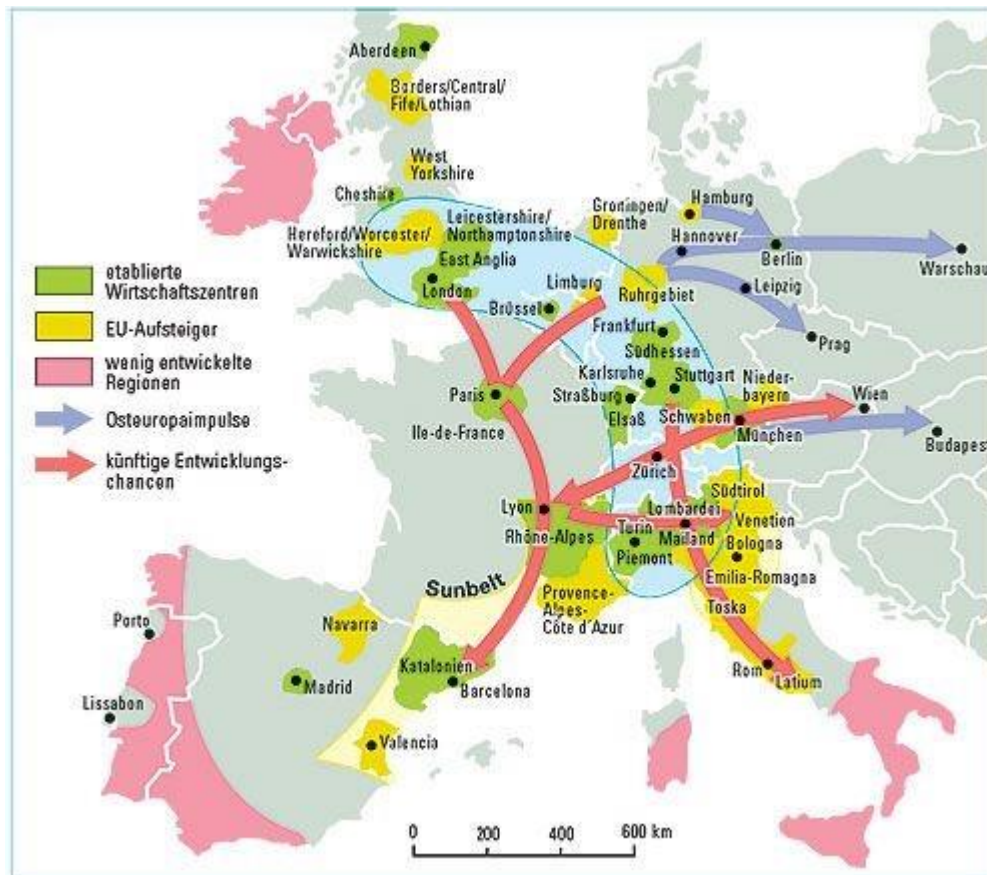 Aberdeen
Borders/Central/
Fife/Lothian
West
Yorkshire
Cheshire
Leicestershire/
Northamptonshire
Hereford/Worcester/
Warwickshire
East Anglia
London
Groningen/
Drenthe
Hamburg
Hannover
Berlin
Warschau
Leipzig
Limburg
Ruhrgebiet
Brüssel
Prag
Frankfurt
Südhessen
Karlsruhe
Stuttgart
Nieder-
bayern
Straßburg
Elsaß
Schwaben
München
Wien
Budapest
Paris
Ile-de-France
Zürich
Südtirol
Lyon
Rhône-Alpes
Lombardei
Venetien
Turin
Mailand
Piemont
Bologna
Emilia-Romagna
Sunbelt
Provence-
Alpes-
Côte d'Azur
Toska
Navarra
Porto
Madrid
Katalonien
Barcelona
Rom
Latium
Lissabon
Valencia
etablierte
Wirtschaftszentren
EU-Aufsteiger
wenig entwickelte
Regionen
Osteuropaimpulse
künftige Entwicklungs-
chancen
0 200 400 600 km